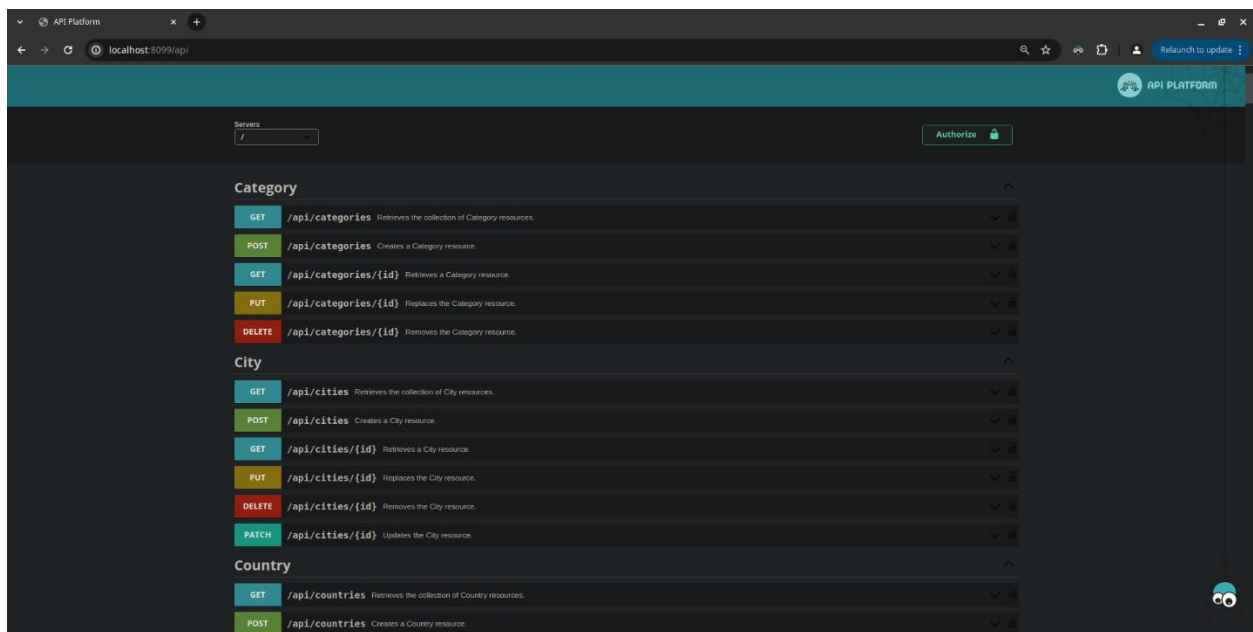 API Platform
localhost:8099/api
Relaunch to update
API PLATFORM
Servers
/
Authorize
Category
GET /api/categories Retrieves the collection of Category resources.
POST /api/categories Creates a Category resource.
GET /api/categories/{id} Retrieves a Category resource.
PUT /api/categories/{id} Replaces the Category resource.
DELETE /api/categories/{id} Removes the Category resource.
City
GET /api/cities Retrieves the collection of City resources.
POST /api/cities Creates a City resource.
GET /api/cities/{id} Retrieves a City resource.
PUT /api/cities/{id} Replaces the City resource.
DELETE /api/cities/{id} Removes the City resource.
PATCH /api/cities/{id} Updates the City resource.
Country
GET /api/countries Retrieves the collection of Country resources.
POST /api/countries Creates a Country resource.